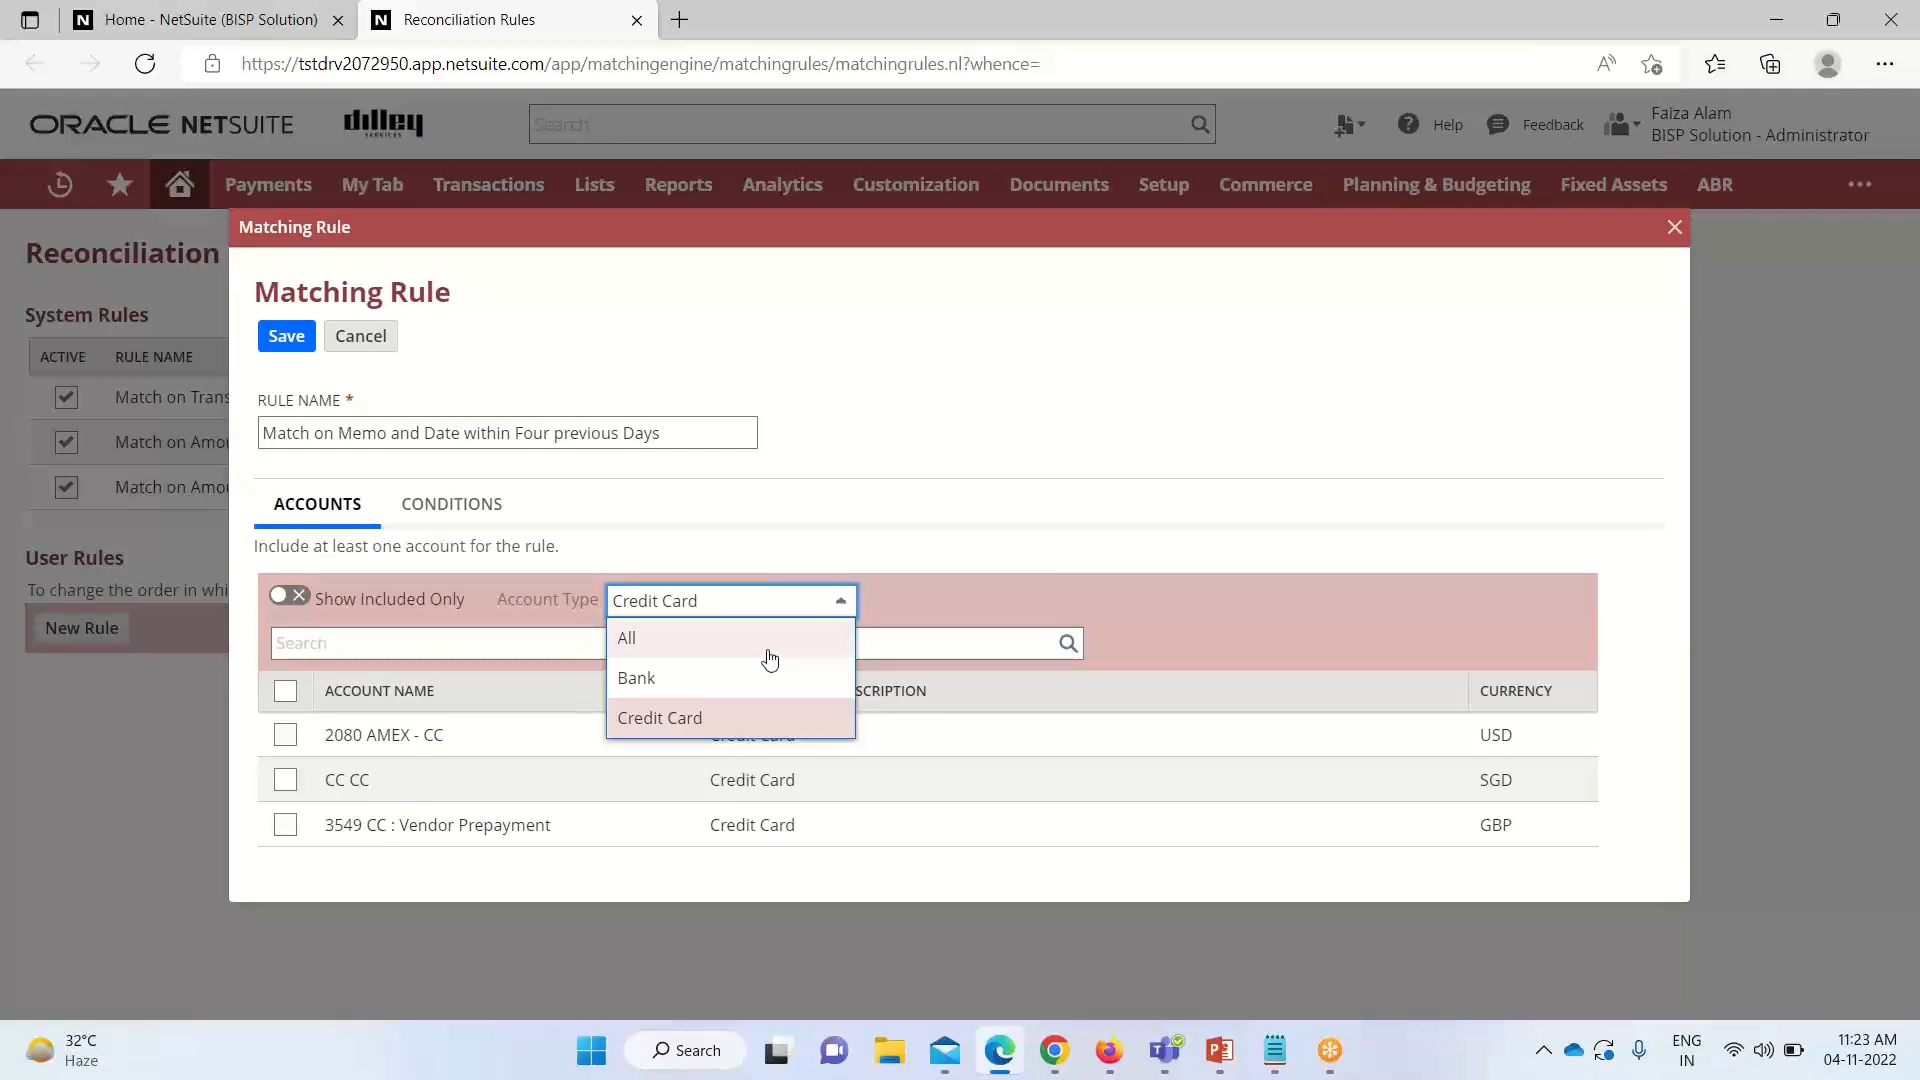 Home - NetSuite (BISP Solution)
Reconciliation Rules
https://tstdrv2072950.app.netsuite.com/app/matchingengine/matchingrules/matchingrules.nl?whence=
ORACLE NETSUITE
dilley
SERVICES
Search
Help
Feedback
Faiza Alam
BISP Solution - Administrator
Payments
My Tab
Transactions
Lists
Reports
Analytics
Customization
Documents
Setup
Commerce
Planning & Budgeting
Fixed Assets
ABR
Matching Rule
Reconciliation
System Rules
ACTIVE RULE NAME
Match on Trans
Match on Amou
Match on Amou
User Rules
To change the order in whi
New Rule
Matching Rule
Save
Cancel
RULE NAME *
Match on Memo and Date within Four previous Days
ACCOUNTS
CONDITIONS
Include at least one account for the rule.
Show Included Only
Account Type
Credit Card
Search
All
Bank
Credit Card
ACCOUNT NAME
SCRIPTION
CURRENCY
2080 AMEX - CC Credit Card USD
CC CC Credit Card SGD
3549 CC : Vendor Prepayment Credit Card GBP
32°C
Haze
Search
ENG
IN
11:23 AM
04-11-2022